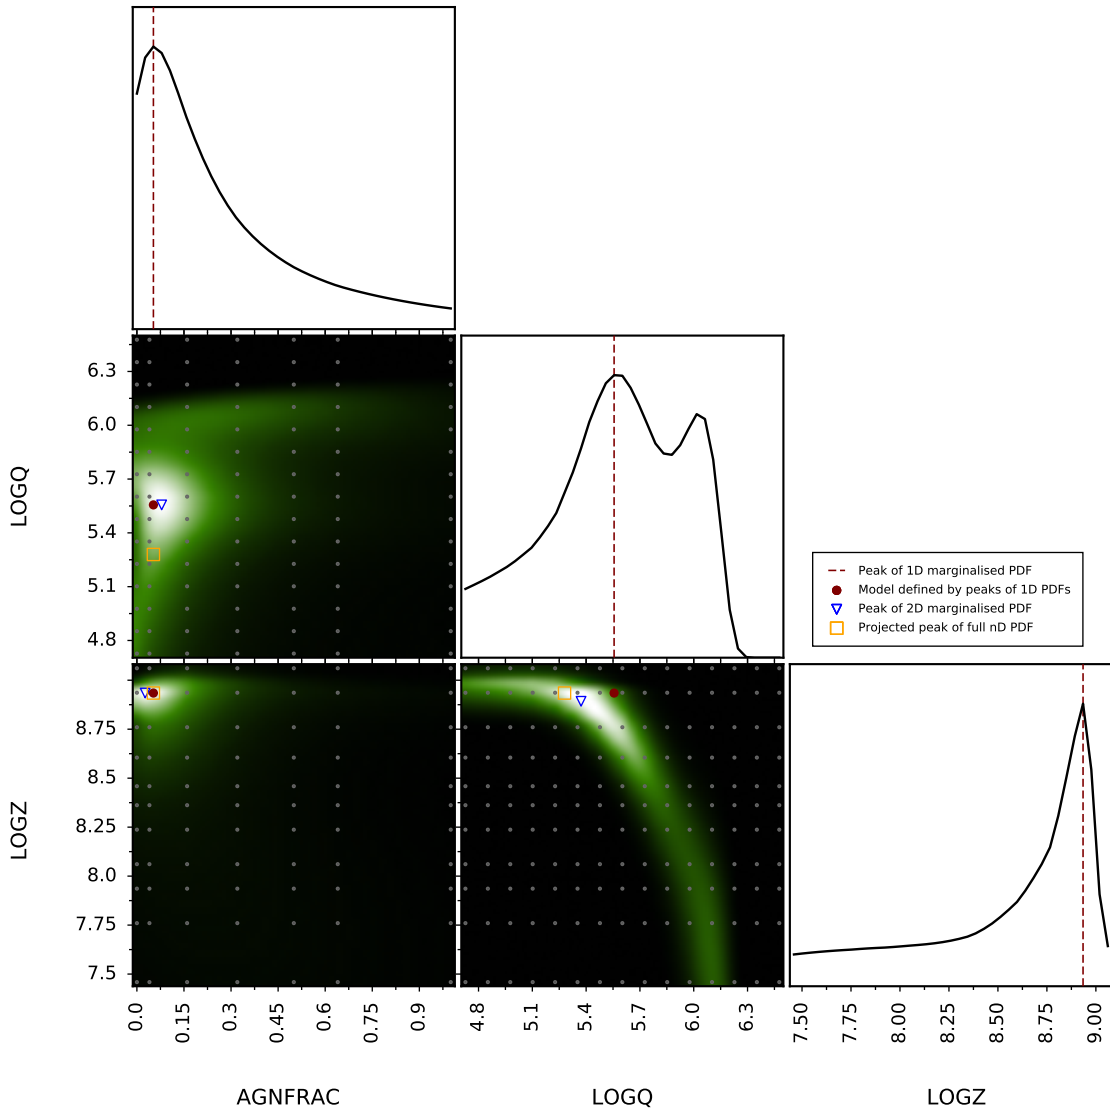 6.3
6.0
5.7
5.4
5.1
4.8
LOGQ
Peak of 1D marginalised PDF
Model defined by peaks of 1D PDFs
Peak of 2D marginalised PDF
Projected peak of full nD PDF
8.75
8.5
8.25
8.0
7.75
7.5
LOGZ
0.0 0.15 0.3 0.45 0.6 0.75 0.9
4.8 5.1 5.4 5.7 6.0 6.3
7.50 7.75 8.00 8.25 8.50 8.75 9.00
AGNFRAC LOGQ LOGZ